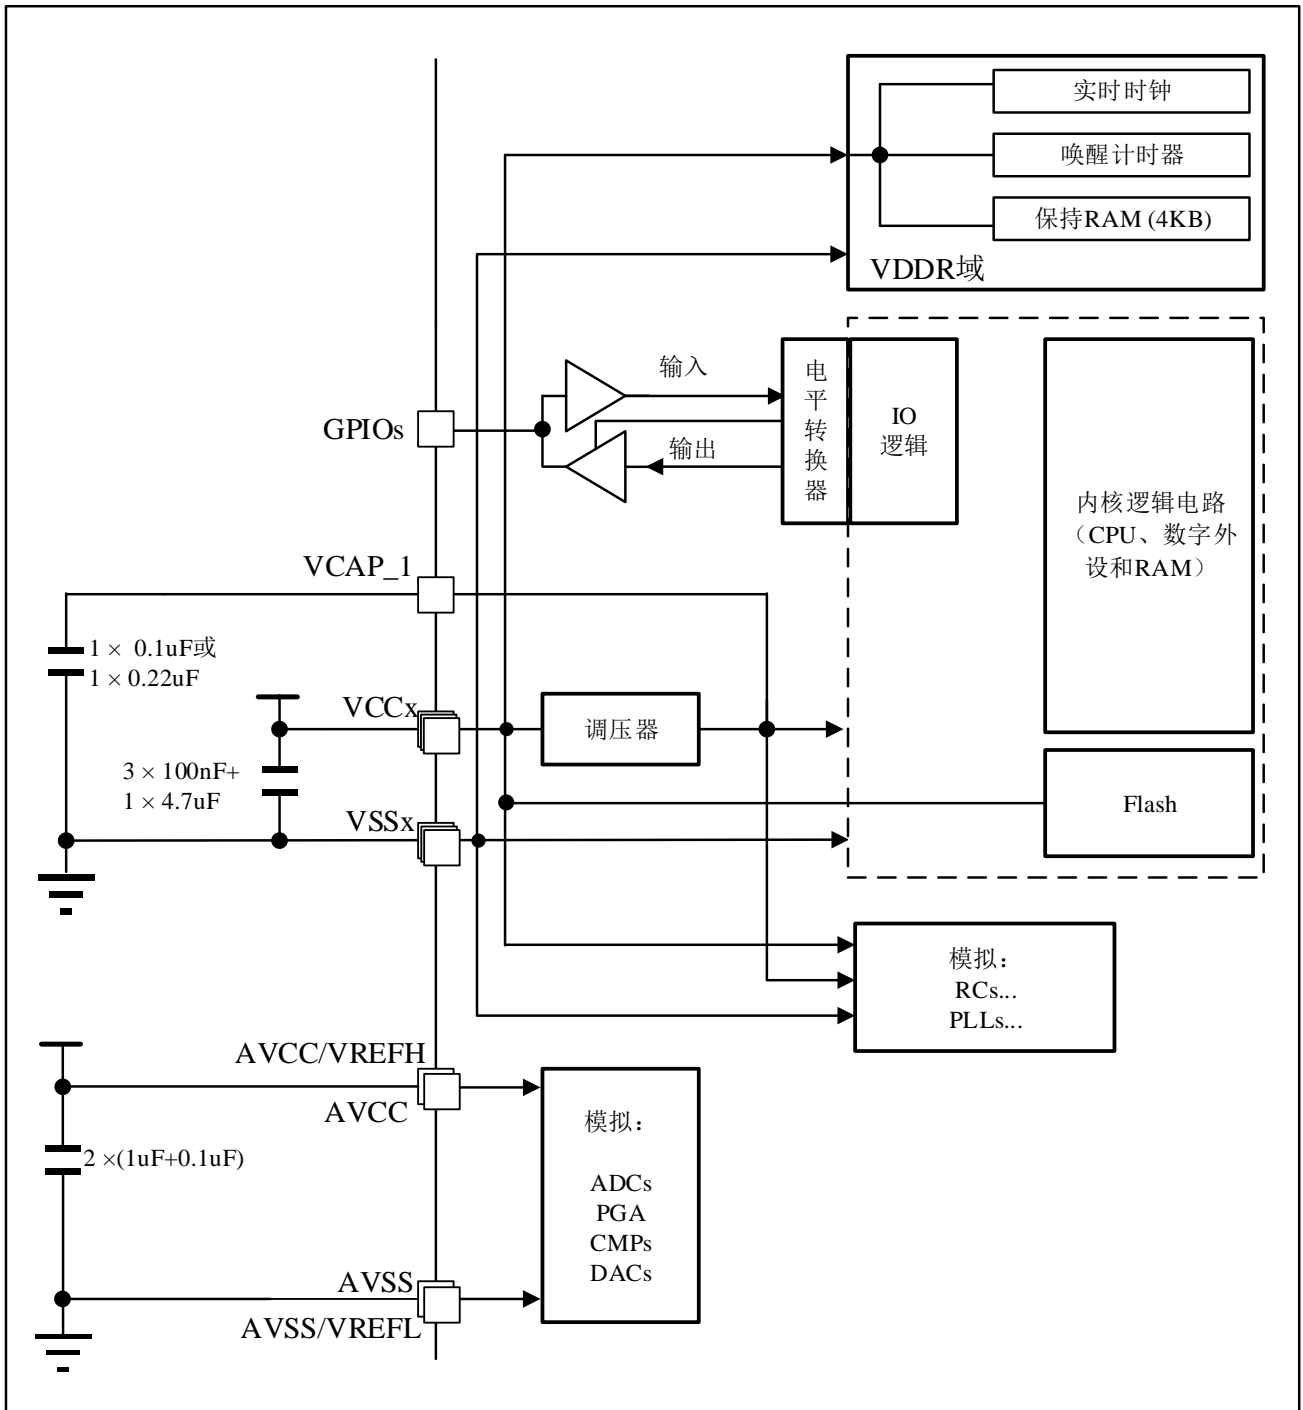 实时时钟
唤醒计时器
保持RAM (4KB)
VDDR域
输入
输出
GPIOs
电
平
转
换
器
IO
逻辑
内核逻辑电路
（CPU、数字外
设和RAM）
VCAP_1
1 × 0.1uF或
1 × 0.22uF
VCCx
调压器
3 × 100nF+
1 × 4.7uF
VSSx
Flash
模拟：
RCs...
PLLs...
AVCC/VREFH
AVCC
2 ×(1uF+0.1uF)
模拟：
ADCs
PGA
CMPs
DACs
AVSS
AVSS/VREFL